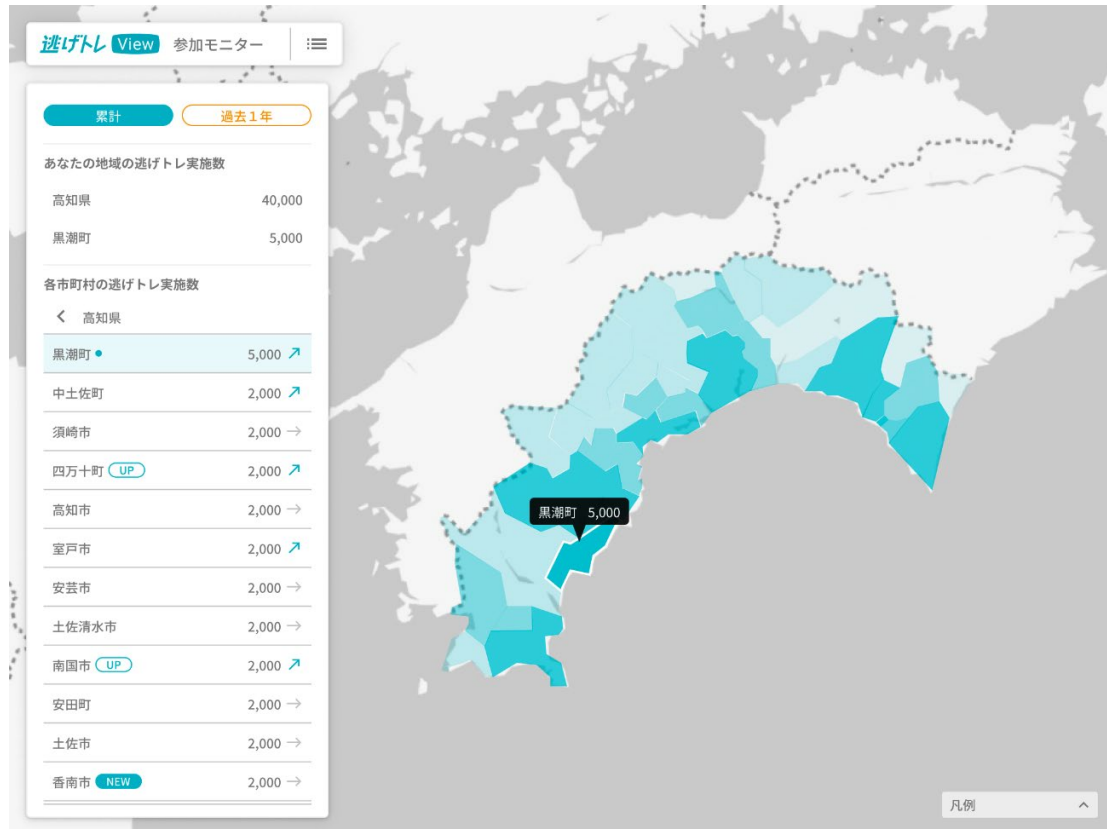 逃げトレ View 参加モニター
累計 過去1年
あなたの地域の逃げトレ実施数
高知県 40,000
黒潮町 5,000
各市町村の逃げトレ実施数
高知県
黒潮町 5,000
中土佐町 2,000
須崎市 2,000
四万十町 UP 2,000
高知市 2,000
室戸市 2,000
安芸市 2,000
土佐清水市 2,000
南国市 UP 2,000
安田町 2,000
土佐市 2,000
香南市 NEW 2,000
黒潮町 5,000
凡例